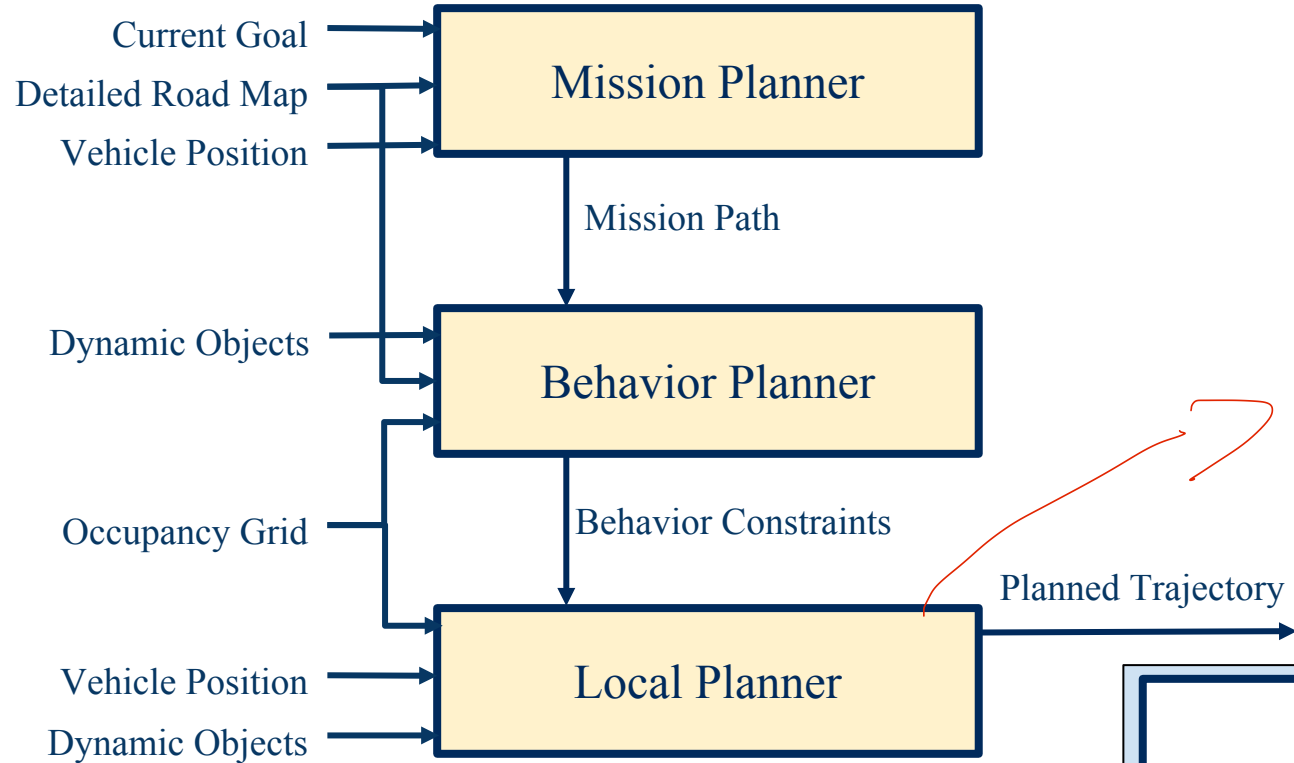 Current Goal
Detailed Road Map
Vehicle Position
Mission Planner
Mission Path
Dynamic Objects
Behavior Planner
Occupancy Grid
Behavior Constraints
Planned Trajectory
Vehicle Position
Dynamic Objects
Local Planner